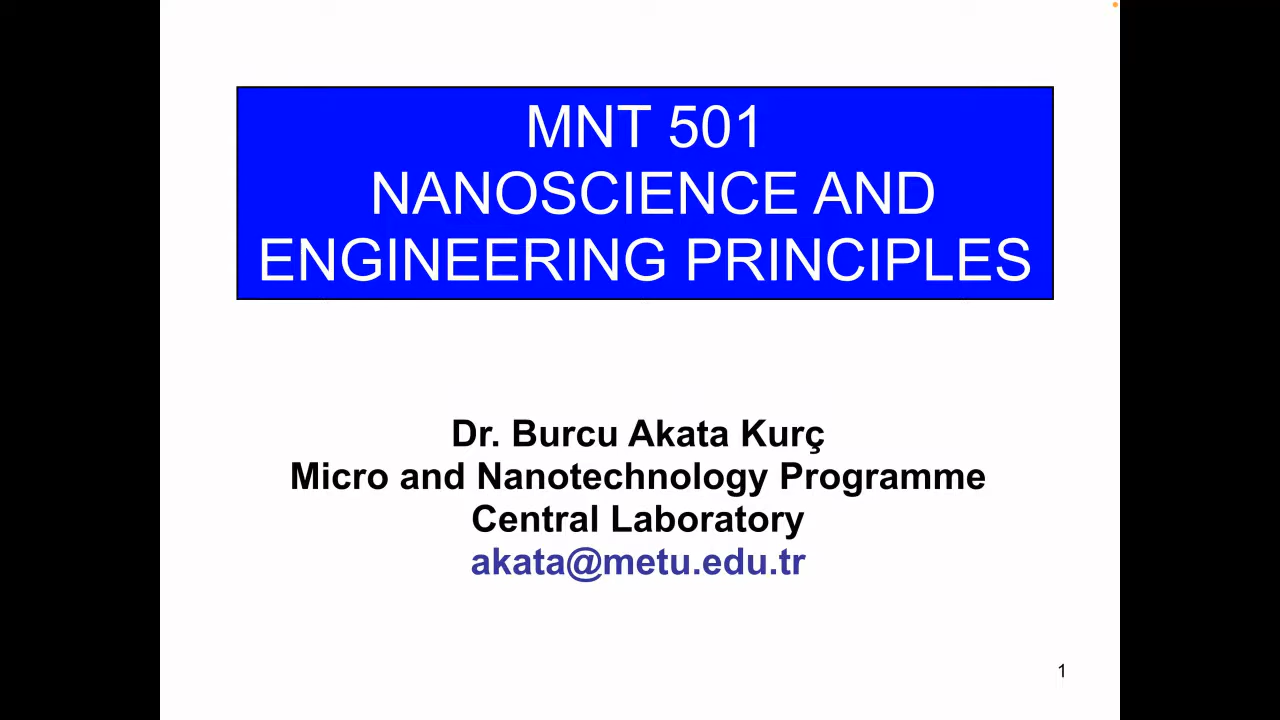 MNT 501
NANOSCIENCE AND
ENGINEERING PRINCIPLES
Dr. Burcu Akata Kurç
Micro and Nanotechnology Programme
Central Laboratory
akata@metu.edu.tr
1